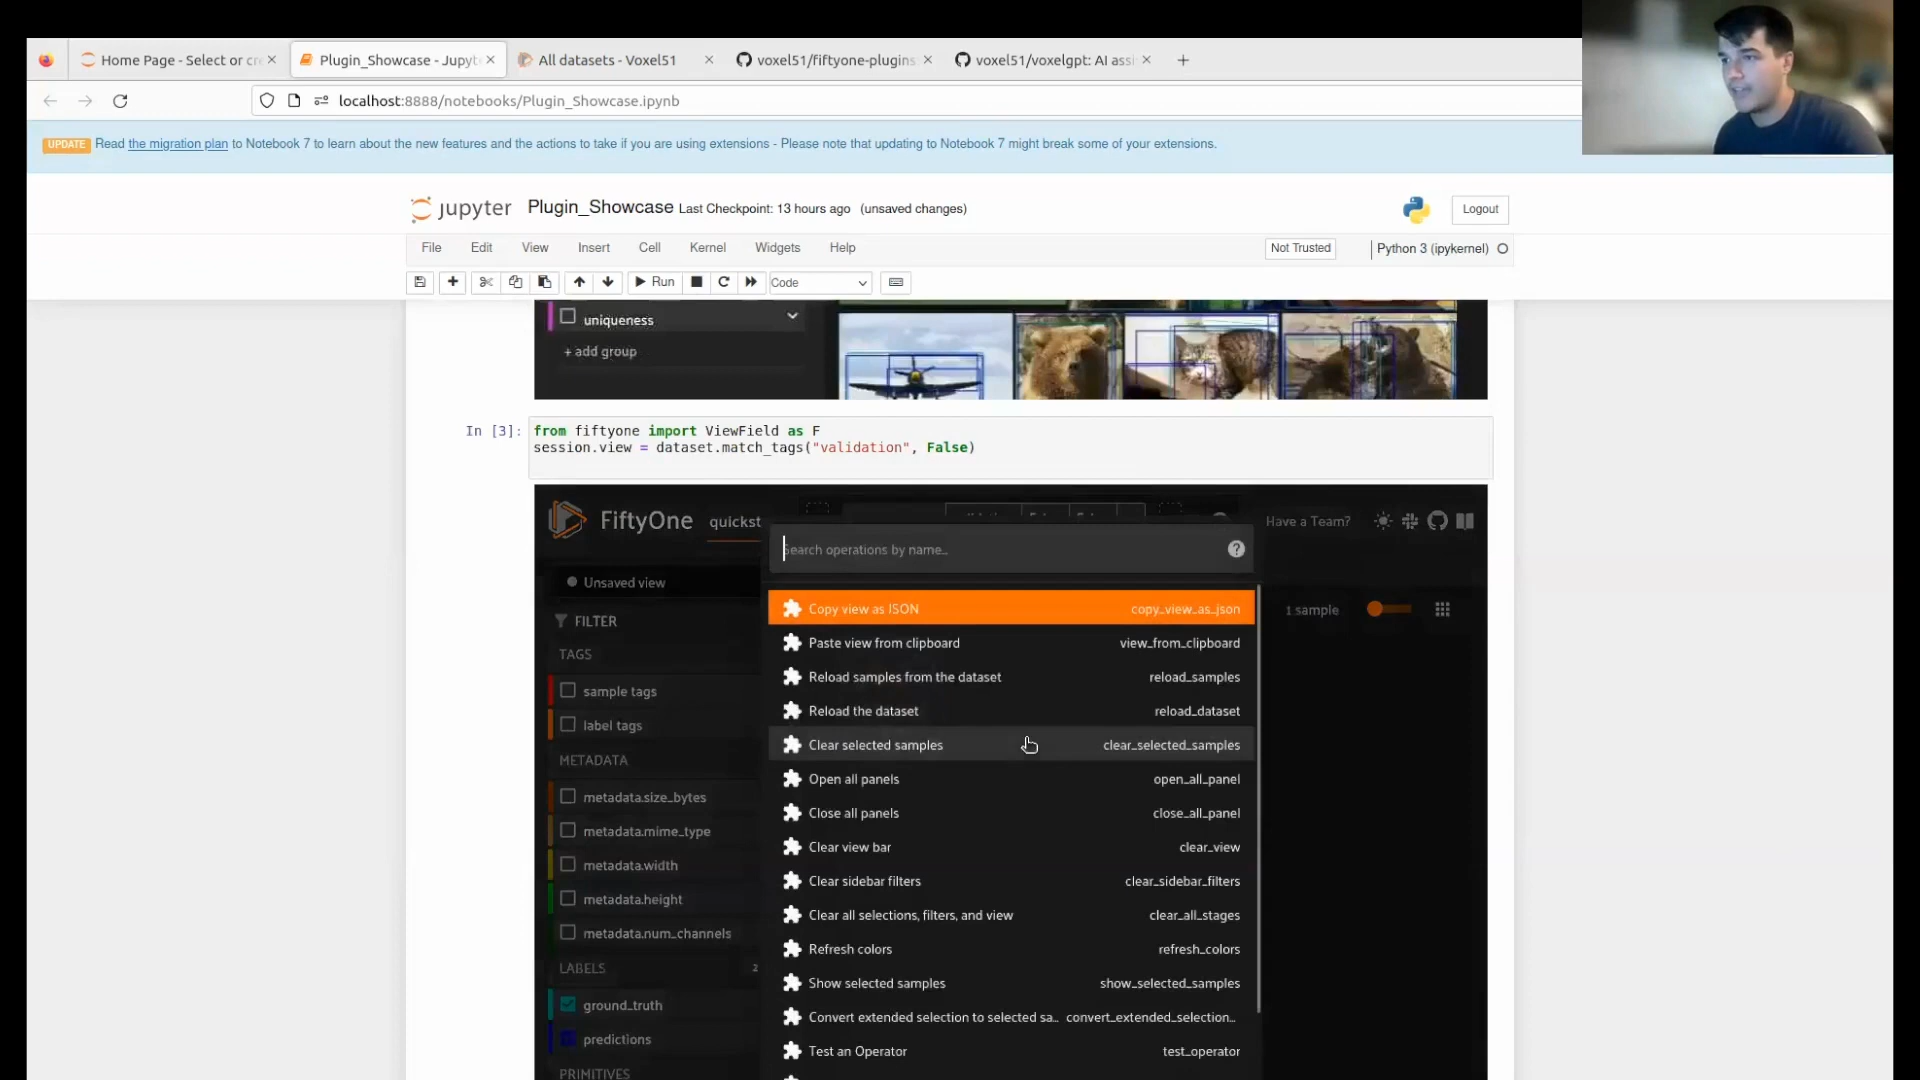 Home Page - Select or cr
Plugin_Showcase - Jupyt
All datasets - Voxel51
voxel51/fiftyone-plugins
voxel51/voxelgpt: AI assi
localhost:8888/notebooks/Plugin_Showcase.ipynb
UPDATE Read the migration plan to Notebook 7 to learn about the new features and the actions to take if you are using extensions - Please note that updating to Notebook 7 might break some of your extensions.
jupyter Plugin_Showcase Last Checkpoint: 13 hours ago (unsaved changes)
Logout
File Edit View Insert Cell Kernel Widgets Help
Not Trusted
Python 3 (ipykernel)
Run
Code
uniqueness
+ add group
In [3]:
from fiftyone import ViewField as F
session.view = dataset.match_tags("validation", False)
FiftyOne quickst
Have a Team?
Search operations by name...
Unsaved view
FILTER
1 sample
TAGS
sample tags
label tags
METADATA
metadata.size_bytes
metadata.mime_type
metadata.width
metadata.height
metadata.num_channels
LABELS 2
ground_truth
predictions
PRIMITIVES
Copy view as JSON copy_view_as_json
Paste view from clipboard view_from_clipboard
Reload samples from the dataset reload_samples
Reload the dataset reload_dataset
Clear selected samples clear_selected_samples
Open all panels open_all_panel
Close all panels close_all_panel
Clear view bar clear_view
Clear sidebar filters clear_sidebar_filters
Clear all selections, filters, and view clear_all_stages
Refresh colors refresh_colors
Show selected samples show_selected_samples
Convert extended selection to selected sa... convert_extended_selection...
Test an Operator test_operator